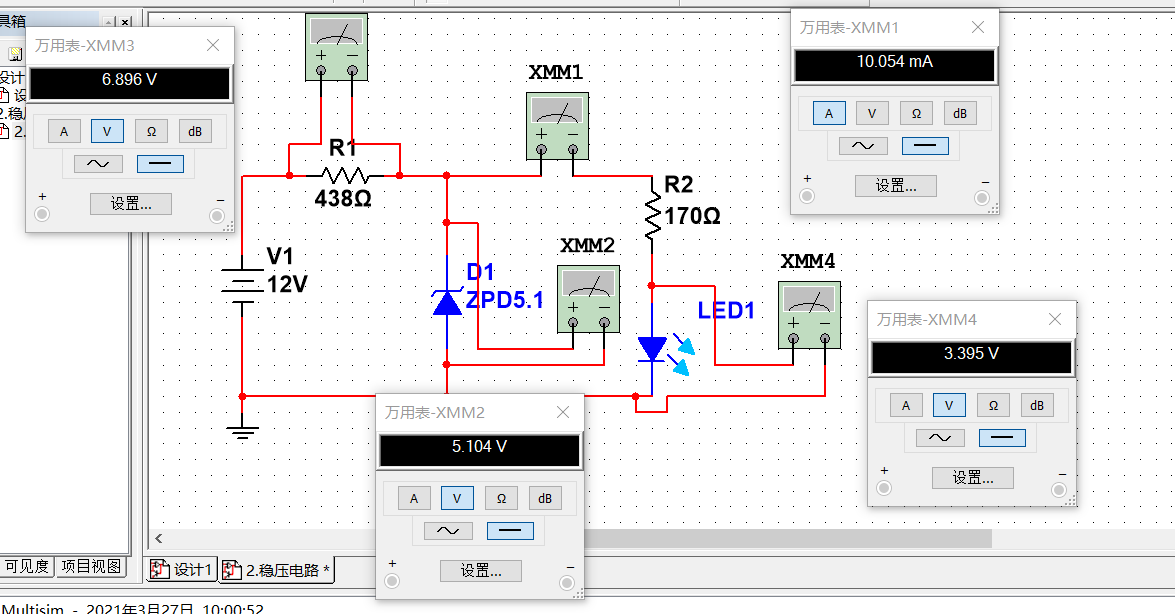 具箱
万用表-XMM3
6.896 V
A
V
Ω
dB
设置...
+
−
设计
设
2.稳
2.
R1
438Ω
V1
12V
XMM1
R2
170Ω
D1
ZPD5.1
XMM2
LED1
XMM4
万用表-XMM1
10.054 mA
A
V
Ω
dB
设置...
+
−
万用表-XMM4
3.395 V
A
V
Ω
dB
设置...
+
−
万用表-XMM2
5.104 V
A
V
Ω
dB
设置...
+
−
可见度
项目视图
设计1
2.稳压电路 *
Multisim - 2021年3月27日 10:00:52